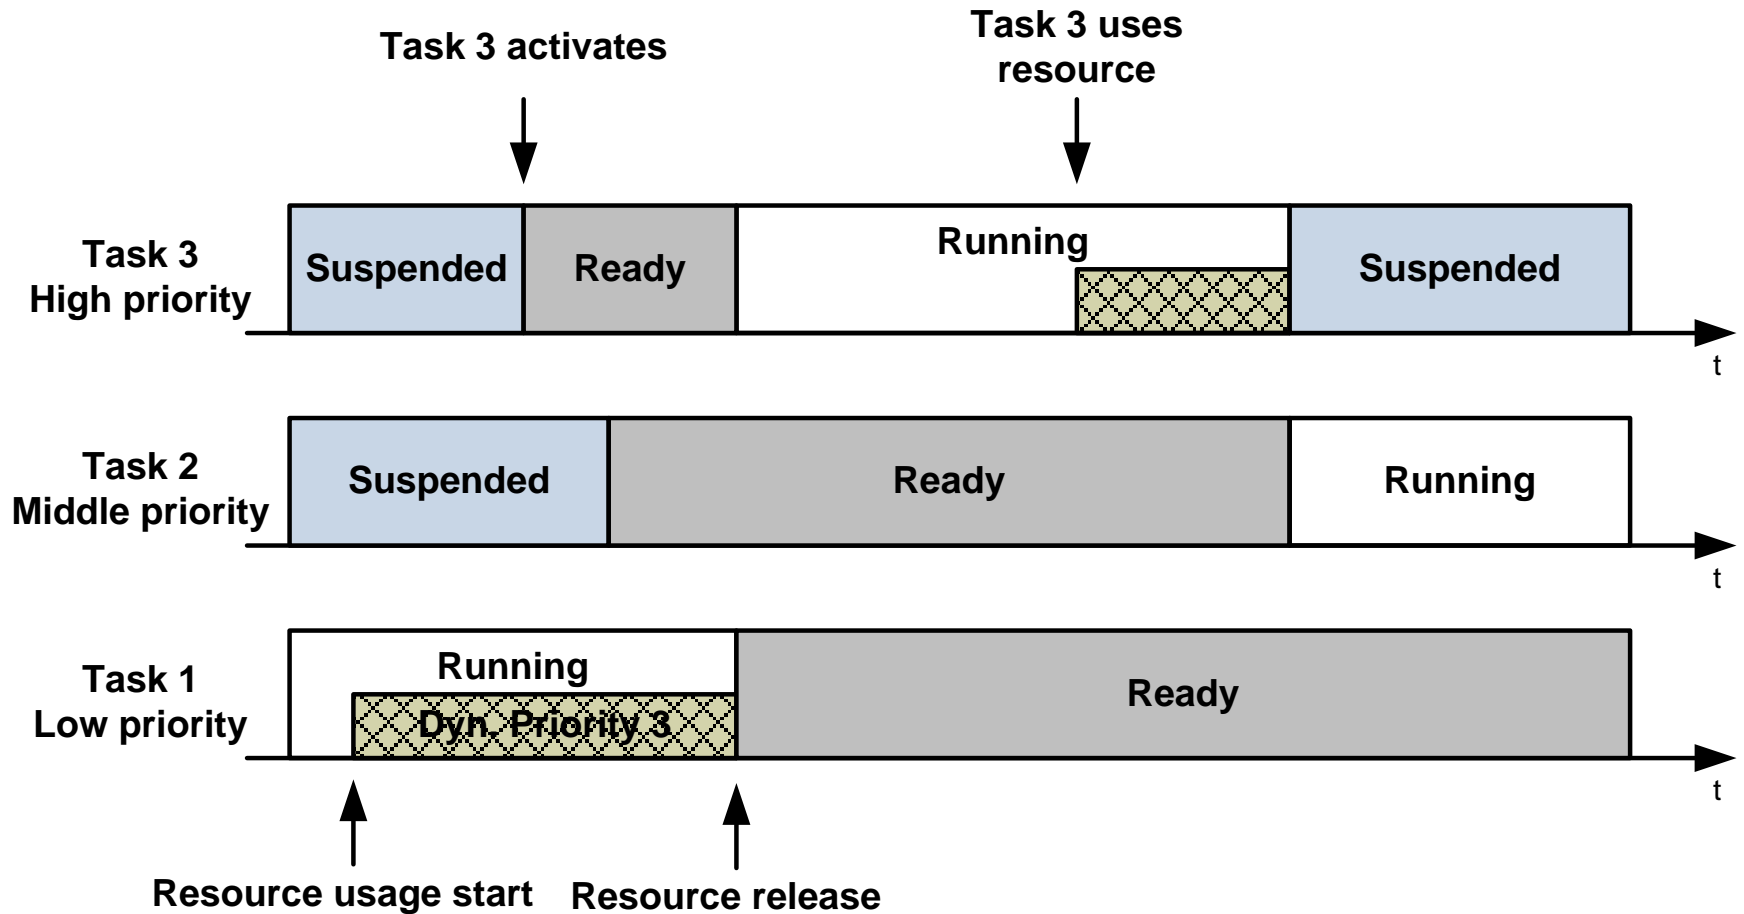 Task 3 activates
Task 3 uses
resource
Task 3
High priority
Suspended
Ready
Running
Suspended
t
Task 2
Middle priority
Suspended
Ready
Running
t
Task 1
Low priority
Running
Dyn. Priority 3
Ready
t
Resource usage start
Resource release